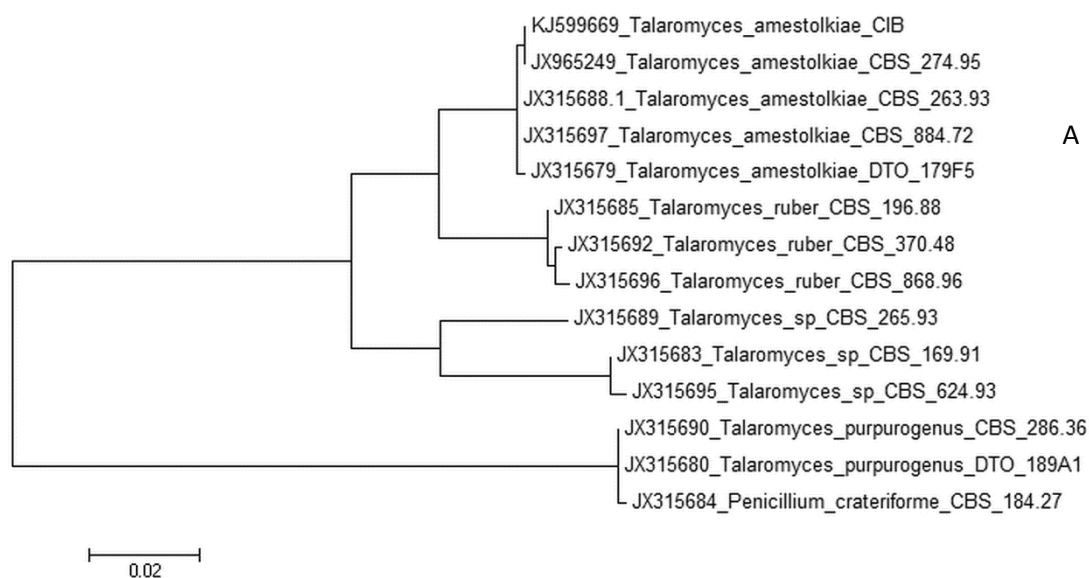 KJ599669_Talaromyces_amestolkiae_CIB
JX965249_Talaromyces_amestolkiae_CBS_274.95
JX315688.1_Talaromyces_amestolkiae_CBS_263.93
JX315697_Talaromyces_amestolkiae_CBS_884.72
A
JX315679_Talaromyces_amestolkiae_DTO_179F5
JX315685_Talaromyces_ruber_CBS_196.88
JX315692_Talaromyces_ruber_CBS_370.48
JX315696_Talaromyces_ruber_CBS_868.96
JX315689_Talaromyces_sp_CBS_265.93
JX315683_Talaromyces_sp_CBS_169.91
JX315695_Talaromyces_sp_CBS_624.93
JX315690_Talaromyces_purpurogenus_CBS_286.36
JX315680_Talaromyces_purpurogenus_DTO_189A1
JX315684_Penicillium_crateriforme_CBS_184.27
0.02